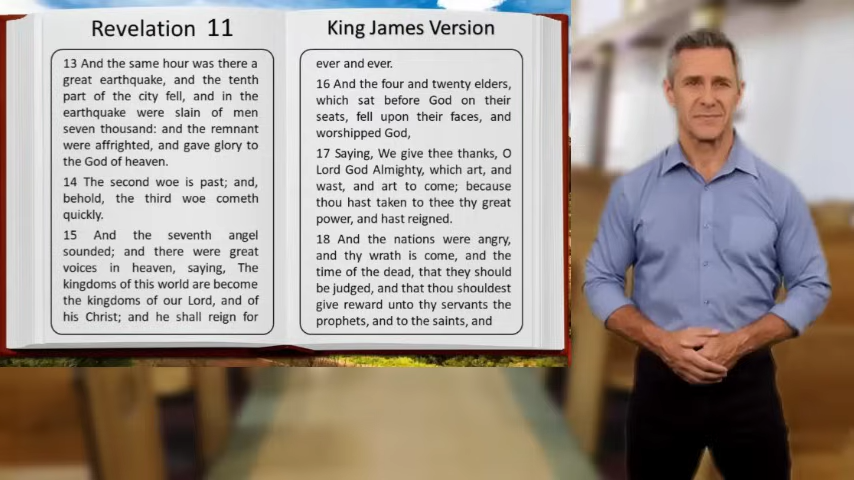 Revelation 11
13 And the same hour was there a
great earthquake, and the tenth
part of the city fell, and in the
earthquake were slain of men
seven thousand: and the remnant
were affrighted, and gave glory to
the God of heaven.
14 The second woe is past; and,
behold, the third woe cometh
quickly.
15 And the seventh angel
sounded; and there were great
voices in heaven, saying, The
kingdoms of this world are become
the kingdoms of our Lord, and of
his Christ; and he shall reign for
King James Version
ever and ever.
16 And the four and twenty elders,
which sat before God on their
seats, fell upon their faces, and
worshipped God,
17 Saying, We give thee thanks, O
Lord God Almighty, which art, and
wast, and art to come; because
thou hast taken to thee thy great
power, and hast reigned.
18 And the nations were angry,
and thy wrath is come, and the
time of the dead, that they should
be judged, and that thou shouldest
give reward unto thy servants the
prophets, and to the saints, and